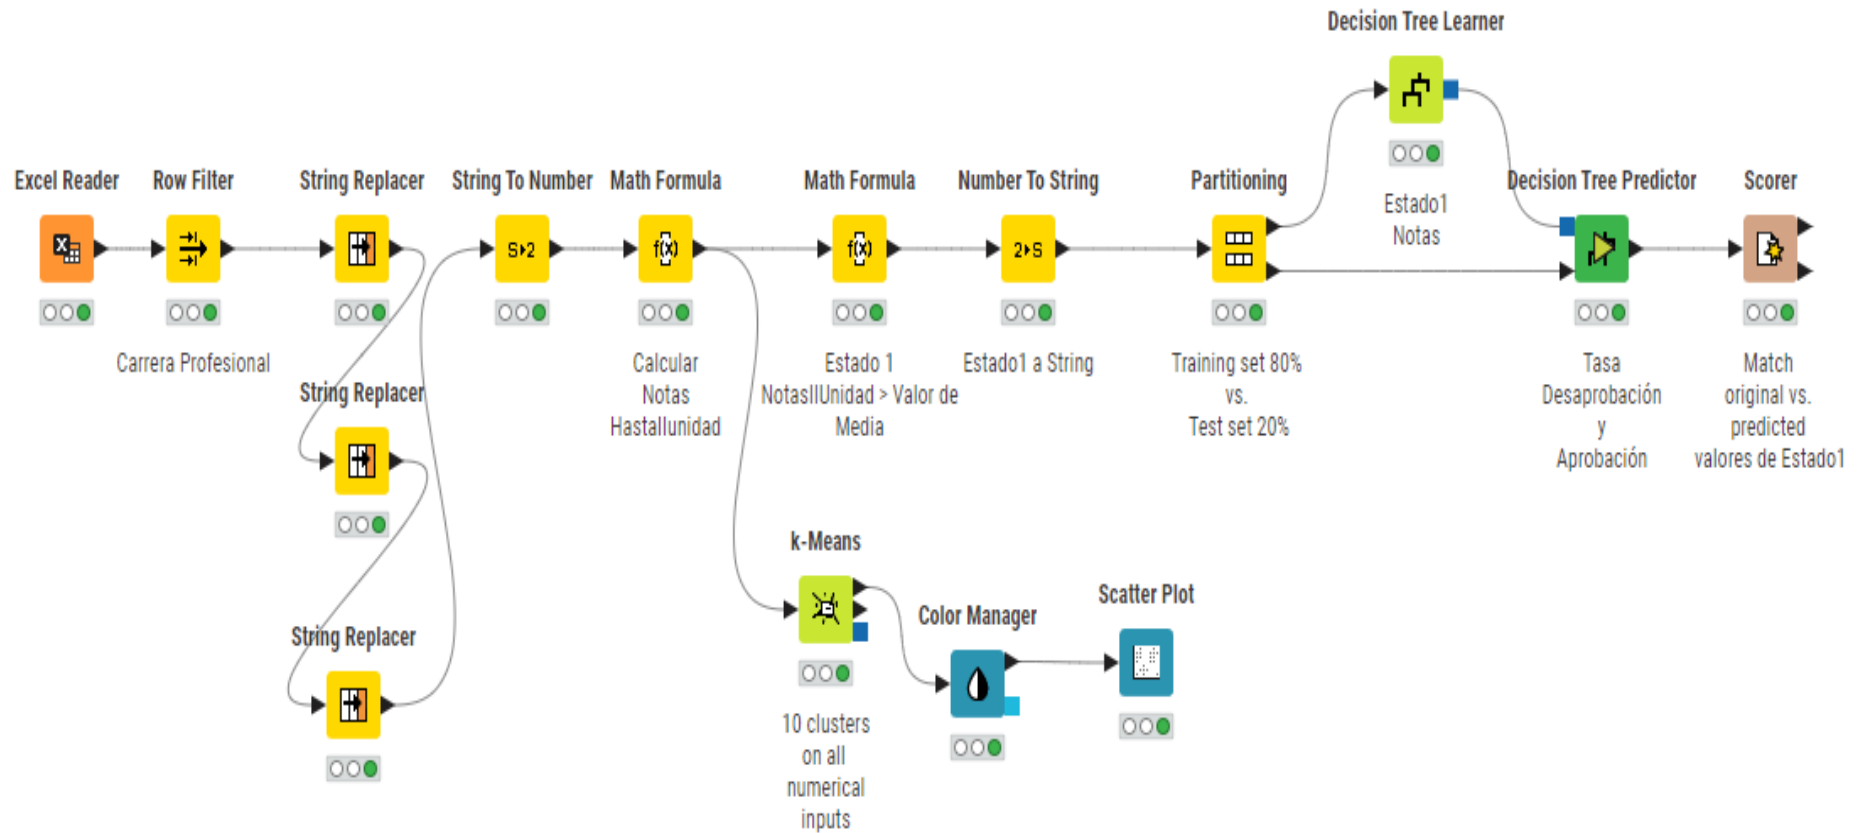 Decision Tree Learner
Estado1
Notas
Excel Reader
Row Filter
Carrera Profesional
String Replacer
String Replacer
String Replacer
String To Number
S▸2
Math Formula
f(x)
Calcular
Notas
HastaIIunidad
Math Formula
f(x)
Estado 1
NotasIIUnidad > Valor de
Media
Number To String
2▸S
Estado1 a String
Partitioning
Training set 80%
vs.
Test set 20%
Decision Tree Predictor
Tasa
Desaprobación
y
Aprobación
Scorer
Match
original vs.
predicted
valores de Estado1
k-Means
10 clusters
on all
numerical
inputs
Color Manager
Scatter Plot